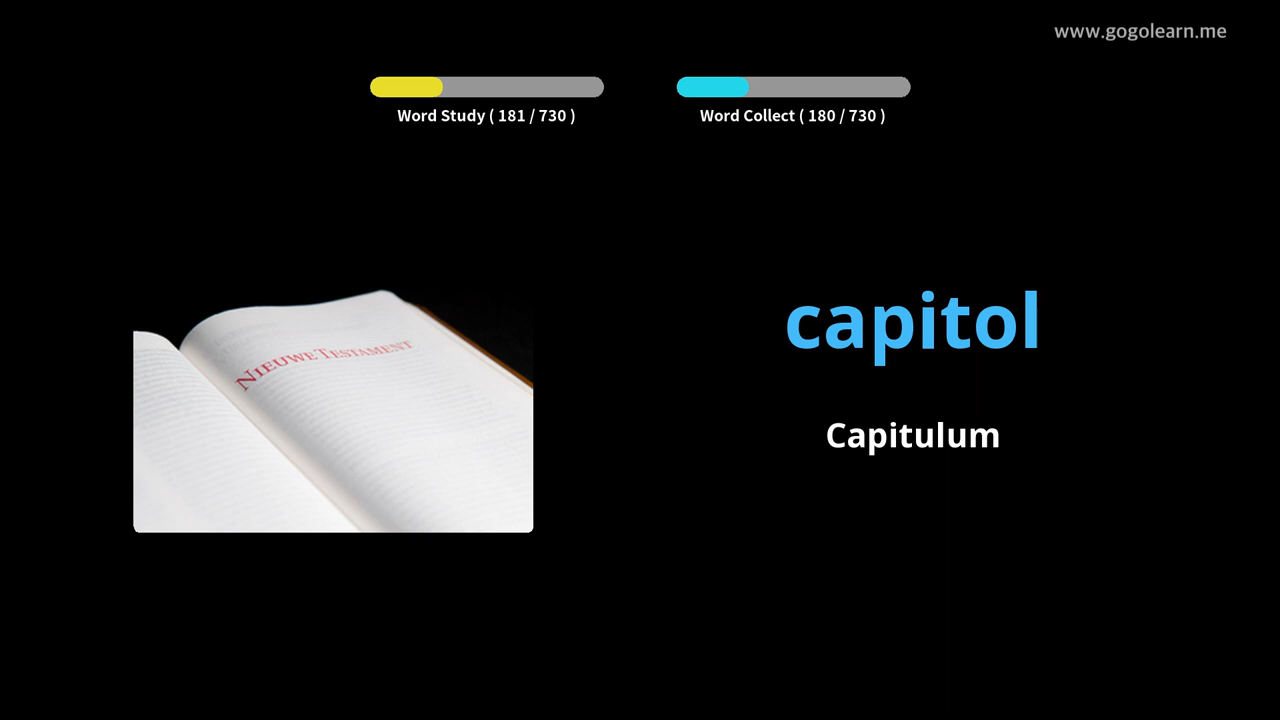 www.gogolearn.me
Word Study ( 181 / 730 )
Word Collect ( 180 / 730 )
NIEUWE TESTAMENT
capitol
Capitulum